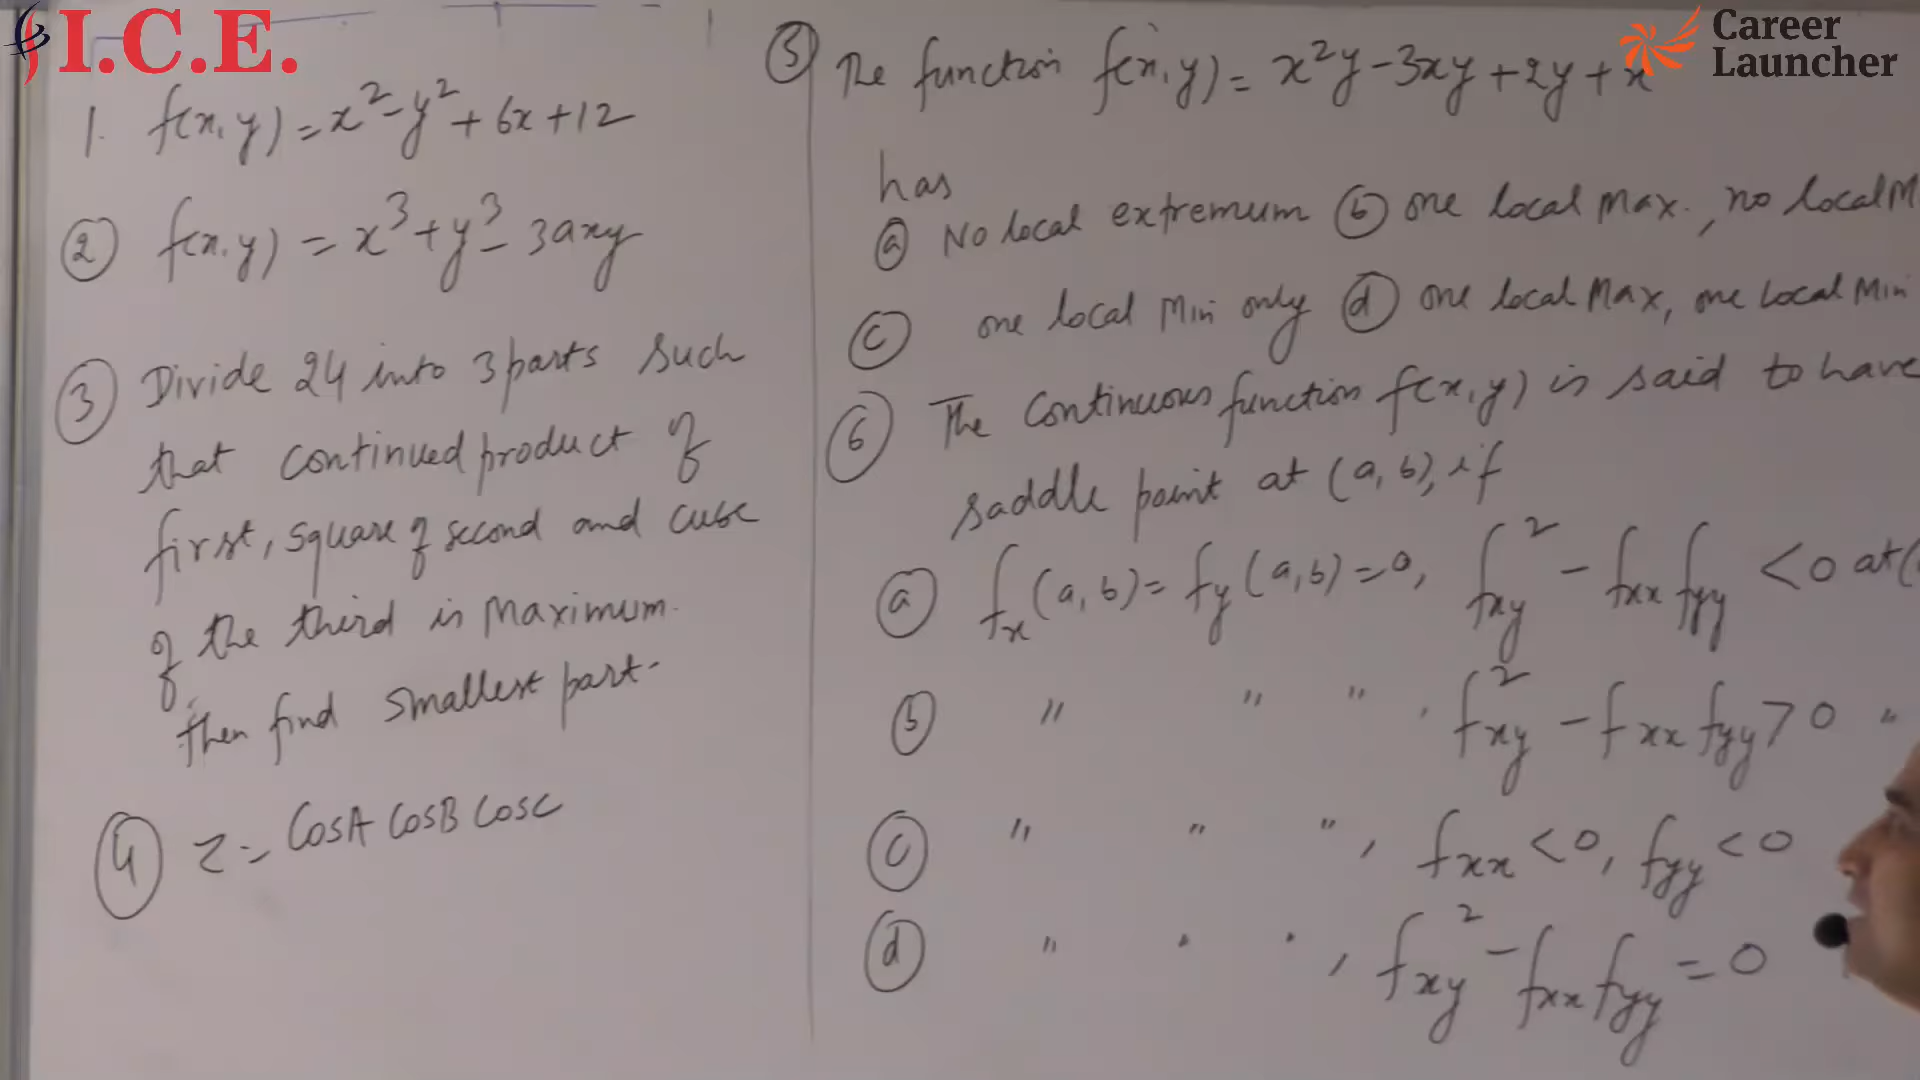 I.C.E.
Career
Launcher
1. f(x,y) = x² - y² + 6x + 12
② f(x,y) = x³ + y³ - 3axy
③ Divide 24 into 3 parts such
that continued product of
first, square of second and cube
of the third is Maximum.
then find smallest part.
④ z = CosA CosB CosC
⑤ The function f(x,y) = x²y - 3xy + 2y + x
has
ⓐ No local extremum ⓑ one local max., no local M
ⓒ one local Min only ⓓ one local Max, one local Min
⑥ The Continuous function f(x,y) is said to have
saddle point at (a,b), if
ⓐ fx(a,b) = fy(a,b) = 0, fxy² - fxx fyy < 0 at (
ⓑ " " " , fxy² - fxx fyy > 0 "
ⓒ " " " , fxx < 0, fyy < 0
ⓓ " " " , fxy² - fxx fyy = 0